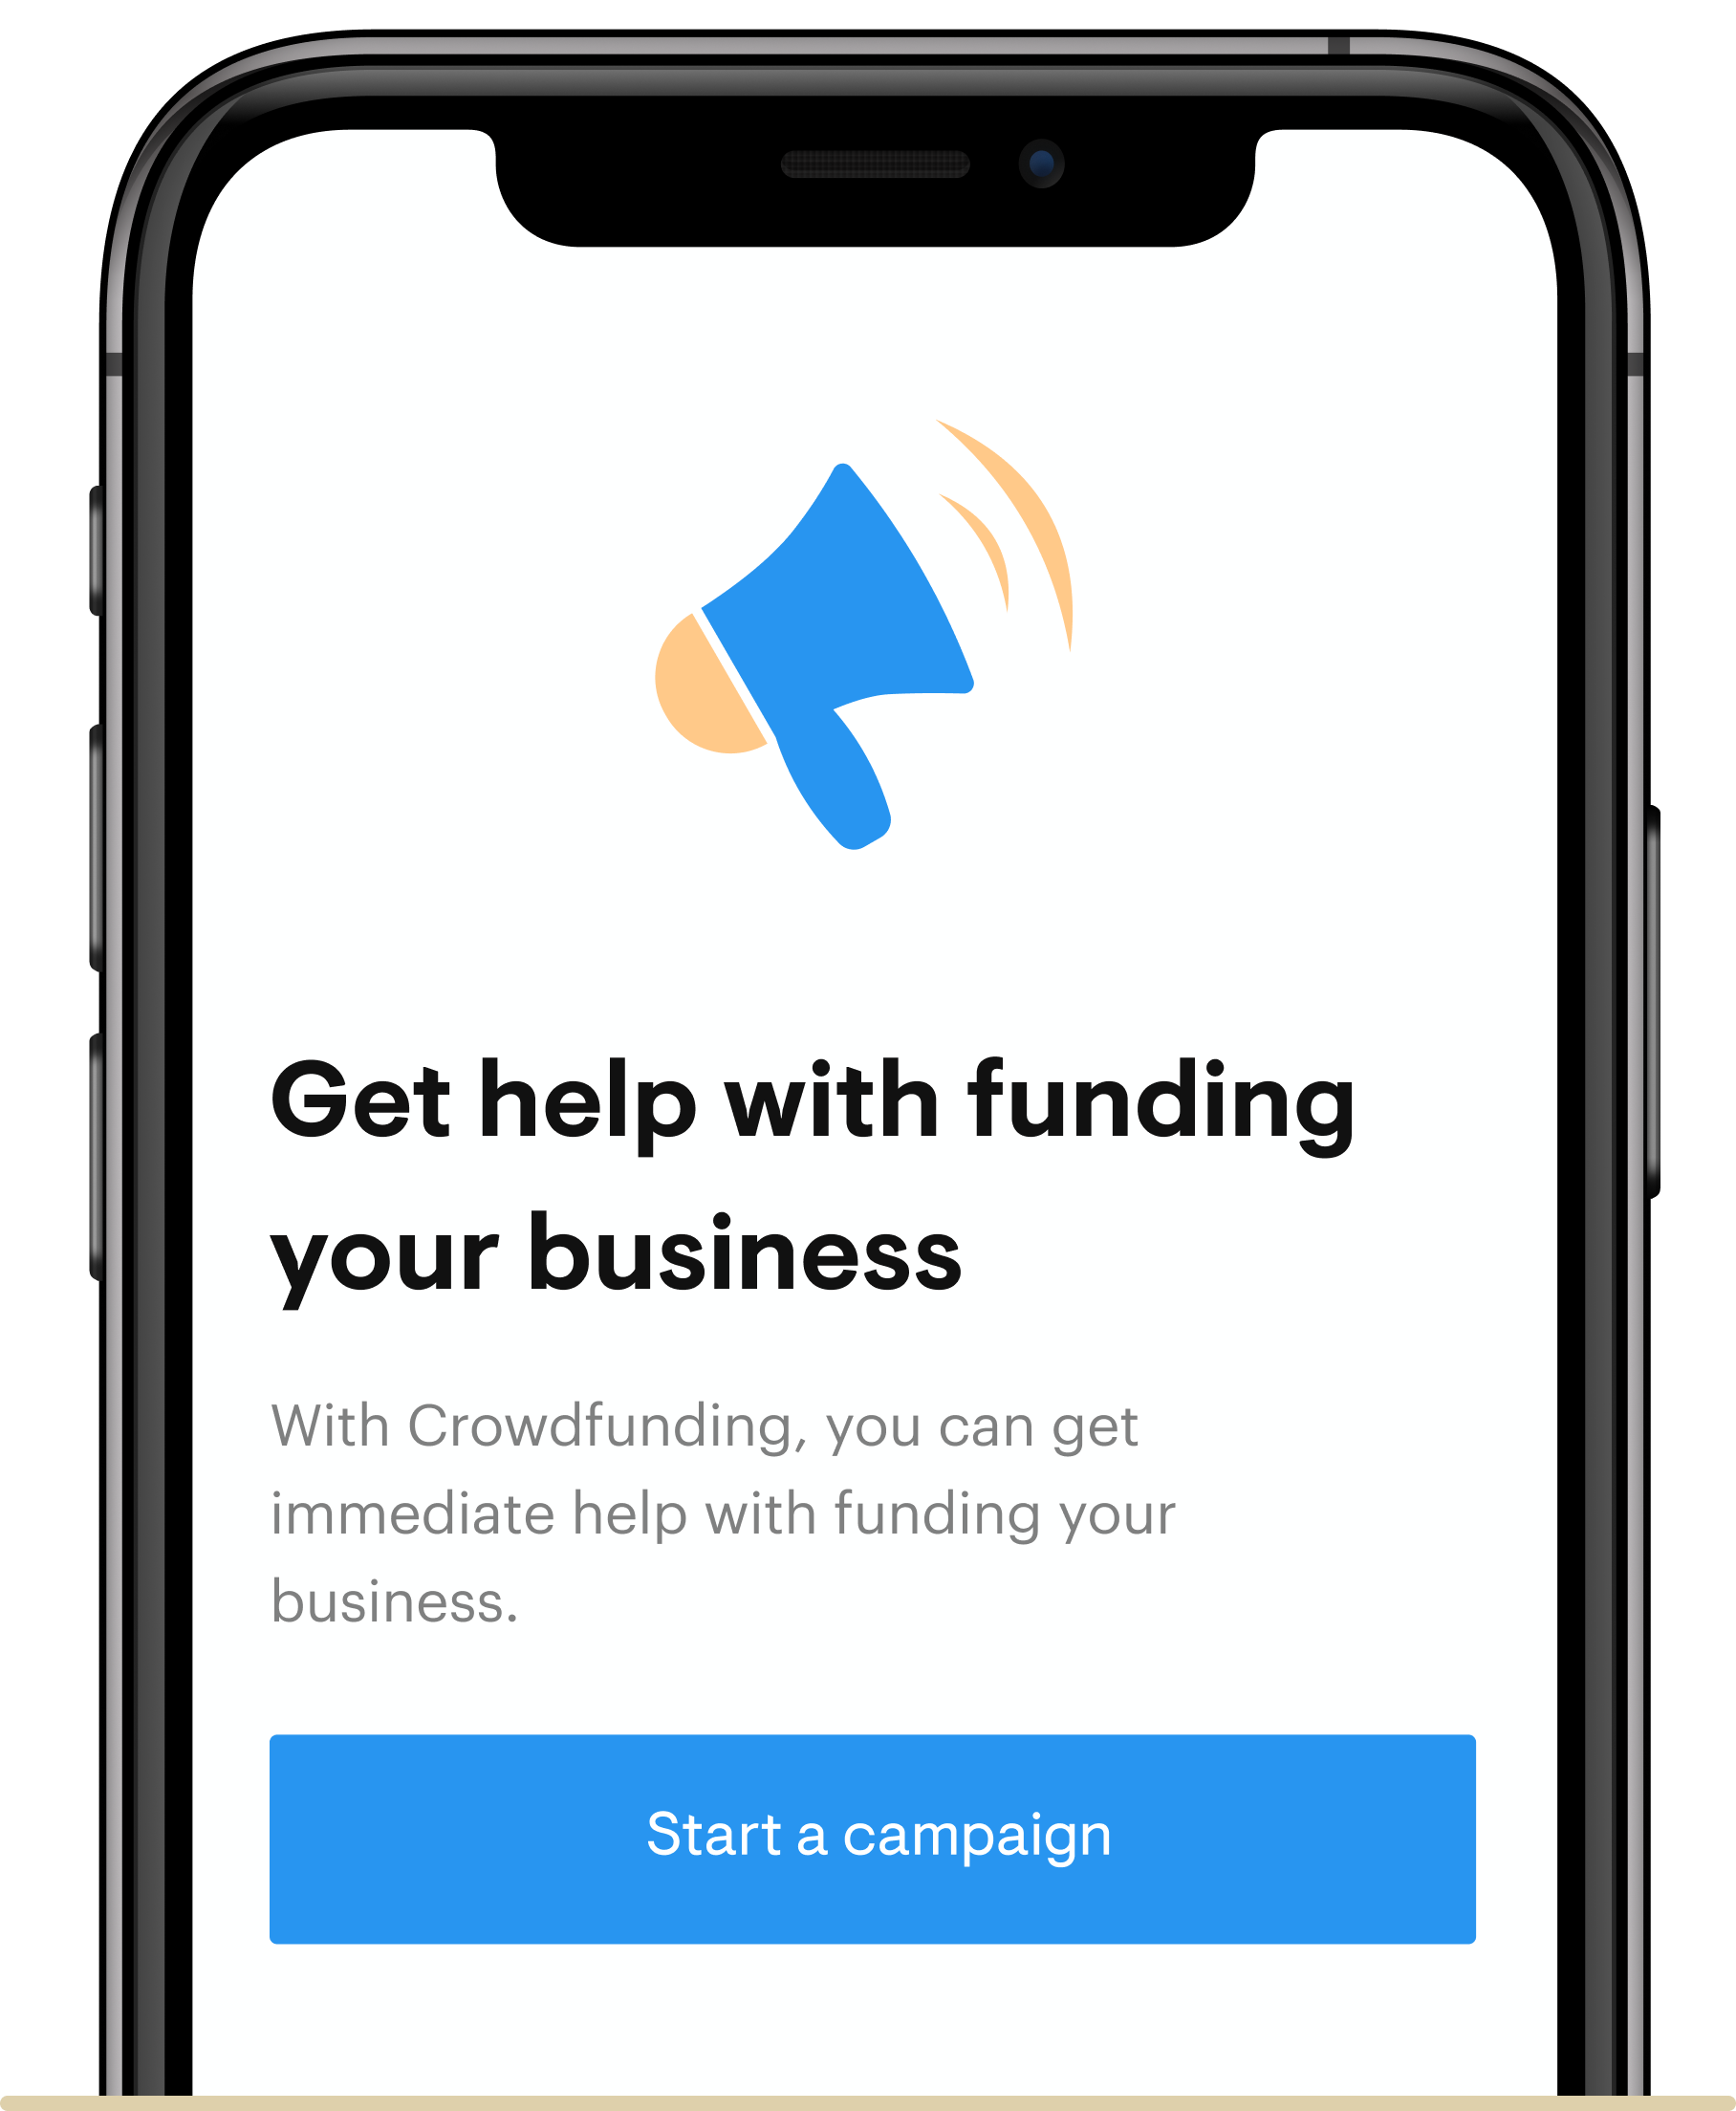 Get help with funding
your business
With Crowdfunding, you can get
immediate help with funding your
business.
Start a campaign